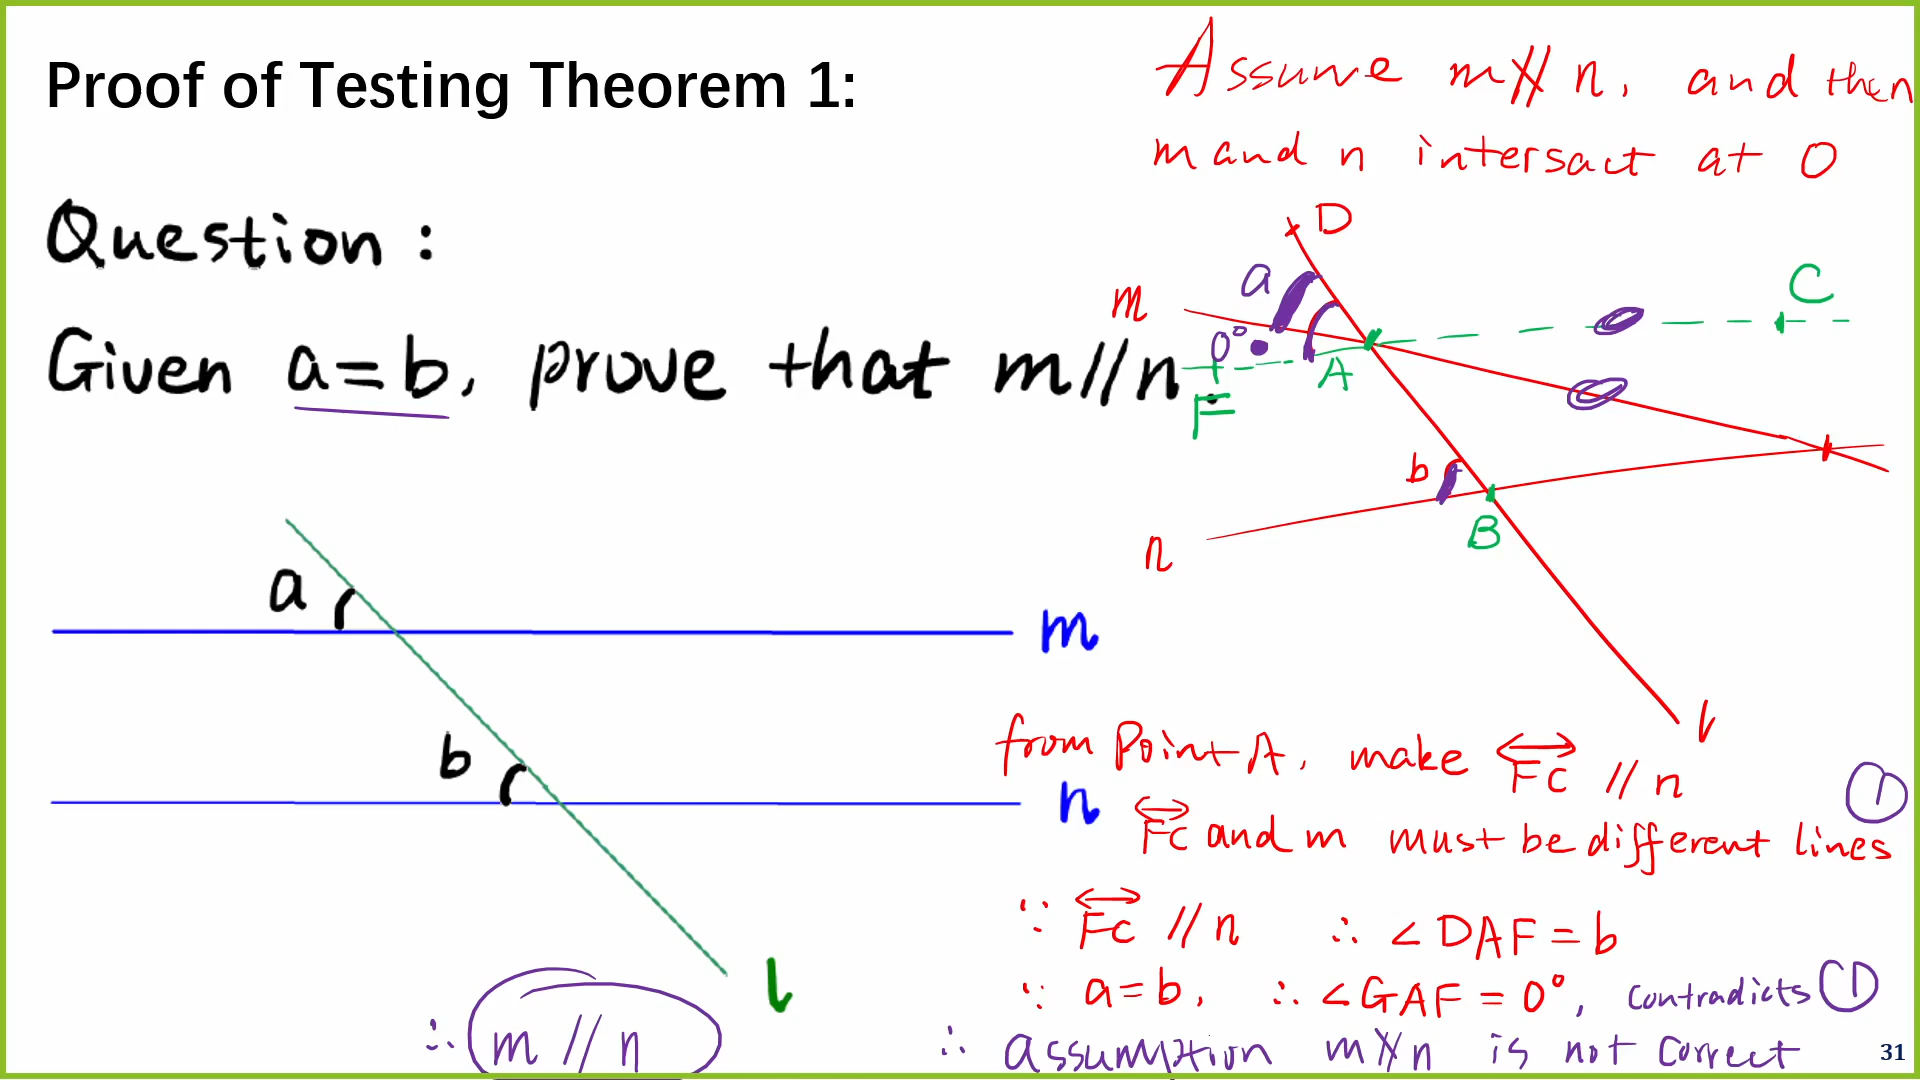 Proof of Testing Theorem 1:
Assume m∦n, and then
m and n intersact at O
Question:
Given a=b, prove that m//n.
D
a
m
C
0°
A
F
b
B
n
l
a
m
b
n
l
from Point A, make FC // n
①
FC and m must be different lines
∵ FC // n ∴ ∠DAF = b
∵ a=b, ∴ ∠GAF = 0°, contradicts ①
∴ assumption m∦n is not correct
∴ m // n
31